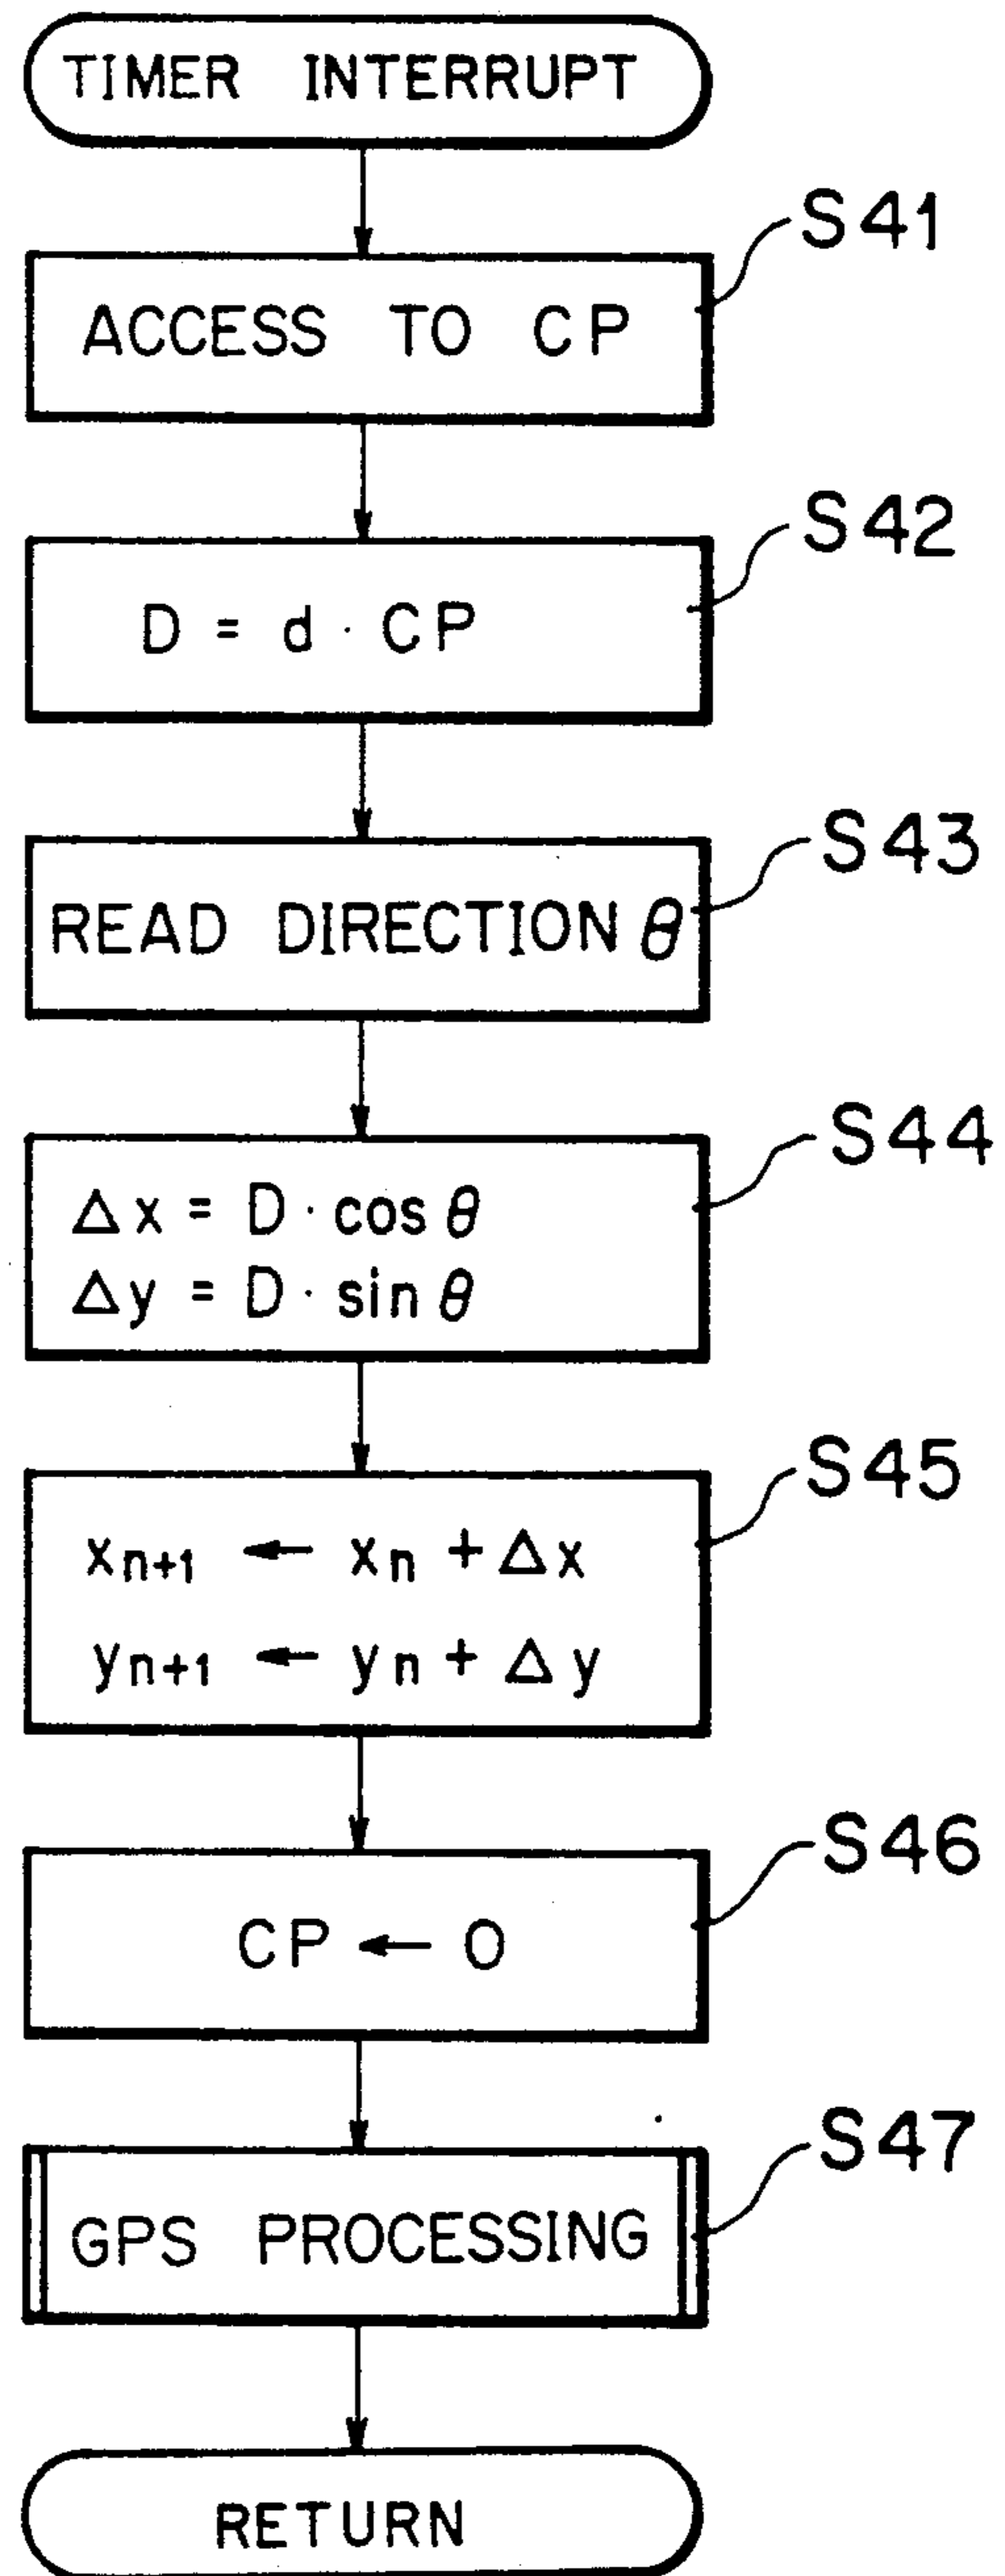 TIMER INTERRUPT
S41
ACCESS TO CP
S42
D = d · CP
S43
READ DIRECTION θ
S44
Δx = D · cos θ
Δy = D · sin θ
S45
xn+1 ← xn + Δx
yn+1 ← yn + Δy
S46
CP ← 0
S47
GPS PROCESSING
RETURN